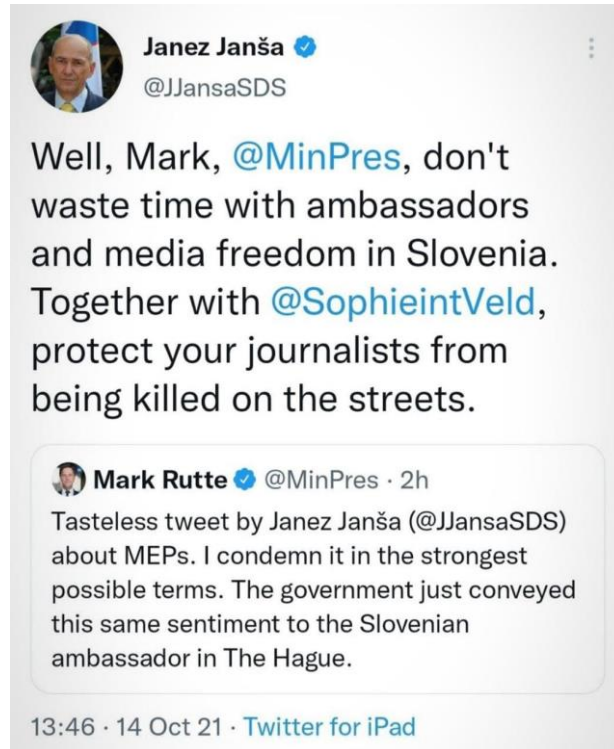 Janez Janša
@JJansaSDS
Well, Mark, @MinPres, don't
waste time with ambassadors
and media freedom in Slovenia.
Together with @SophieintVeld,
protect your journalists from
being killed on the streets.
Mark Rutte @MinPres · 2h
Tasteless tweet by Janez Janša (@JJansaSDS)
about MEPs. I condemn it in the strongest
possible terms. The government just conveyed
this same sentiment to the Slovenian
ambassador in The Hague.
13:46 · 14 Oct 21 · Twitter for iPad